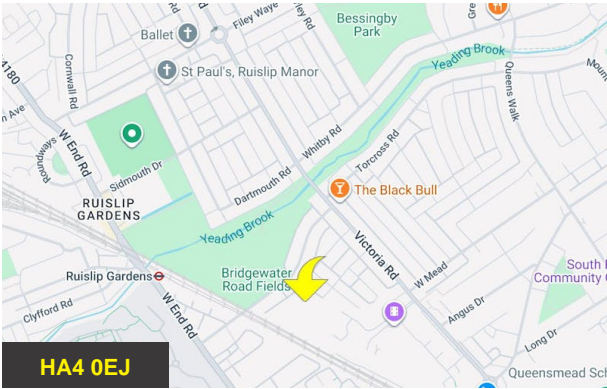 Filey Waye
Bessingby
Park
Ballet
4180
St Paul's, Ruislip Manor
Yeading Brook
Cornwall Rd
Queens Walk
W End Rd
Whitby Rd
Roundways
Torcross Rd
Sidmouth Dr
Dartmouth Rd
The Black Bull
RUISLIP
GARDENS
Yeading Brook
Victoria Rd
Ruislip Gardens
Bridgewater
Road Fields
W Mead
South
Community
W End Rd
Clyfford Rd
Angus Dr
Long Dr
HA4 0EJ
Queensmead Sch